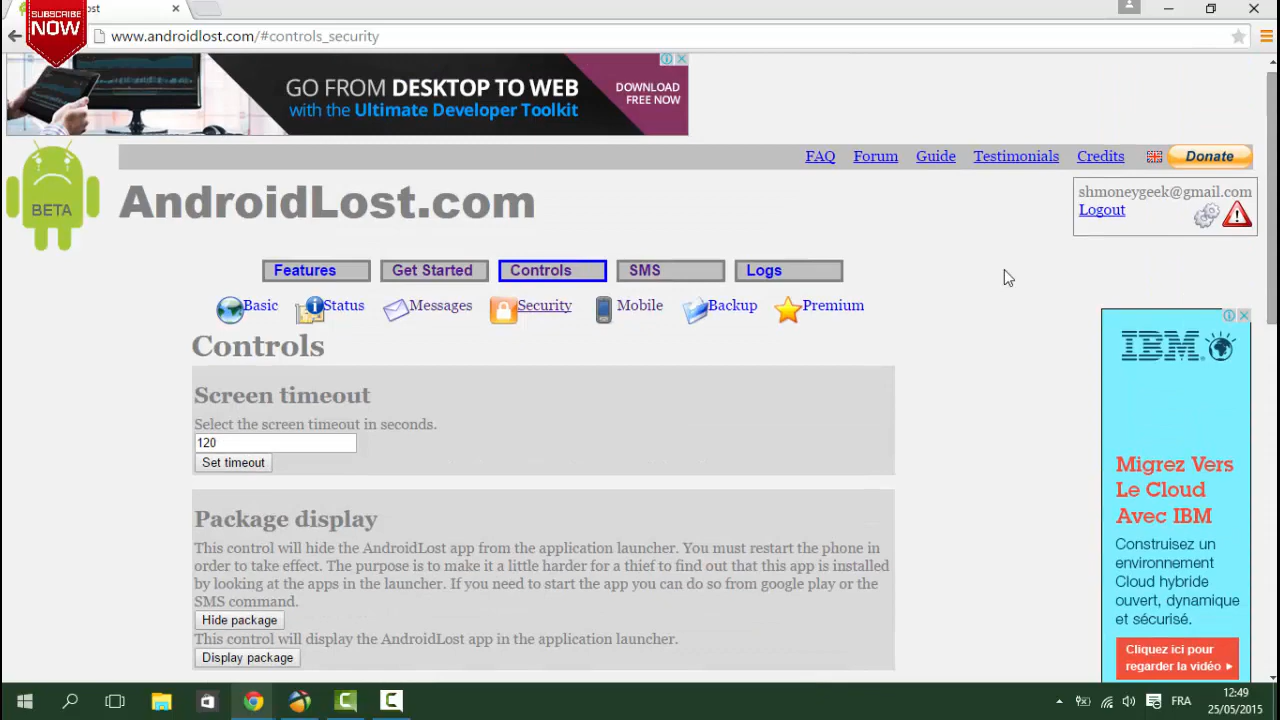 SUBSCRIBE
NOW
ost
www.androidlost.com/#controls_security
GO FROM DESKTOP TO WEB
with the Ultimate Developer Toolkit
DOWNLOAD
FREE NOW
FAQ Forum Guide Testimonials Credits Donate
BETA
AndroidLost.com
shmoneygeek@gmail.com
Logout
Features Get Started Controls SMS Logs
Basic Status Messages Security Mobile Backup Premium
Controls
Screen timeout
Select the screen timeout in seconds.
120
Set timeout
Package display
This control will hide the AndroidLost app from the application launcher. You must restart the phone in
order to take effect. The purpose is to make it a little harder for a thief to find out that this app is installed
by looking at the apps in the launcher. If you need to start the app you can do so from google play or the
SMS command.
Hide package
This control will display the AndroidLost app in the application launcher.
Display package
IBM
Migrez Vers
Le Cloud
Avec IBM
Construisez un
environnement
Cloud hybride
ouvert, dynamique
et sécurisé.
Cliquez ici pour
regarder la vidéo
FRA
12:49
25/05/2015